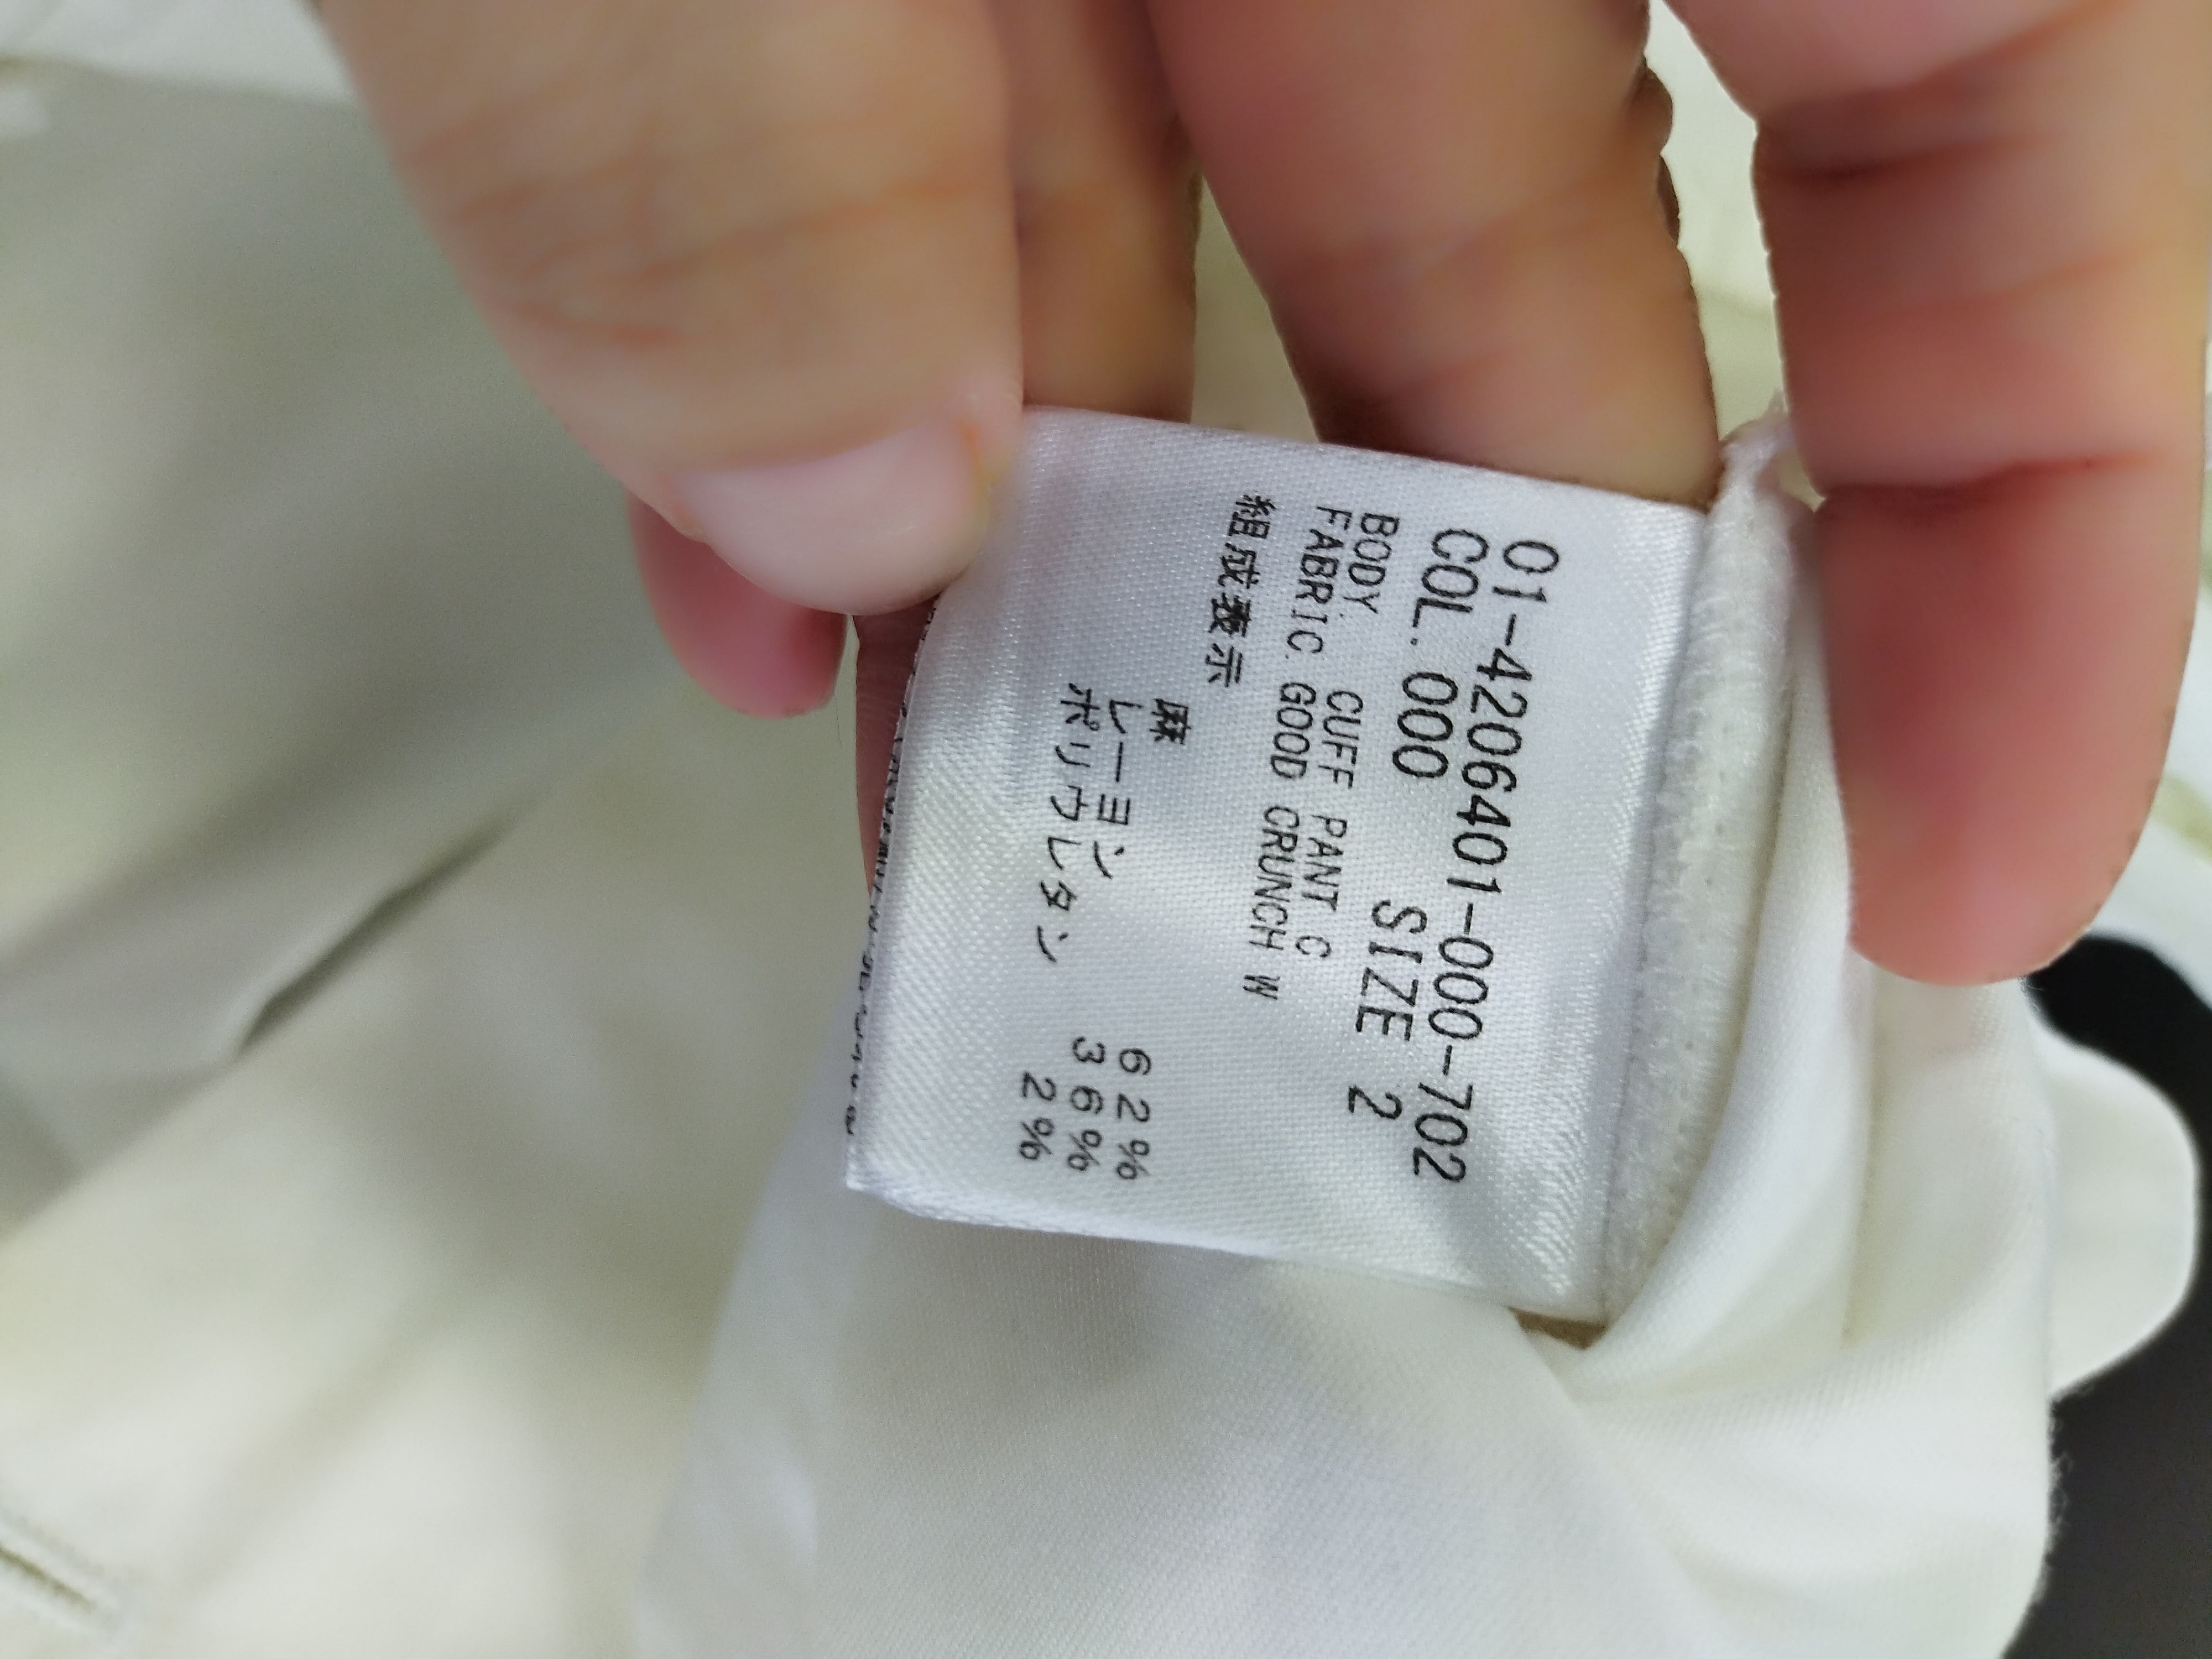 01-4206401-000-702
COL. 000 SIZE 2
BODY. CUFF PANT C
FABRIC. GOOD CRUNCH W
※組成表示
麻 62%
レーヨン 36%
ポリウレタン 2%